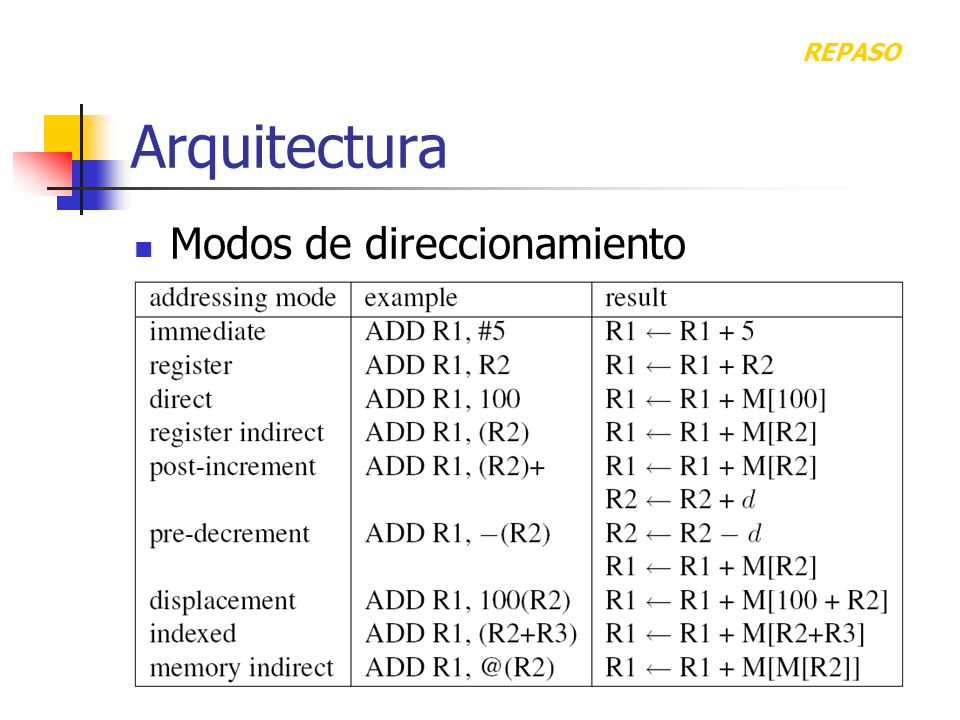 REPASO
Arquitectura
Modos de direccionamiento
addressing mode example result
immediate ADD R1, #5 R1 ← R1 + 5
register ADD R1, R2 R1 ← R1 + R2
direct ADD R1, 100 R1 ← R1 + M[100]
register indirect ADD R1, (R2) R1 ← R1 + M[R2]
post-increment ADD R1, (R2)+ R1 ← R1 + M[R2]
R2 ← R2 + d
pre-decrement ADD R1, −(R2) R2 ← R2 − d
R1 ← R1 + M[R2]
displacement ADD R1, 100(R2) R1 ← R1 + M[100 + R2]
indexed ADD R1, (R2+R3) R1 ← R1 + M[R2+R3]
memory indirect ADD R1, @(R2) R1 ← R1 + M[M[R2]]